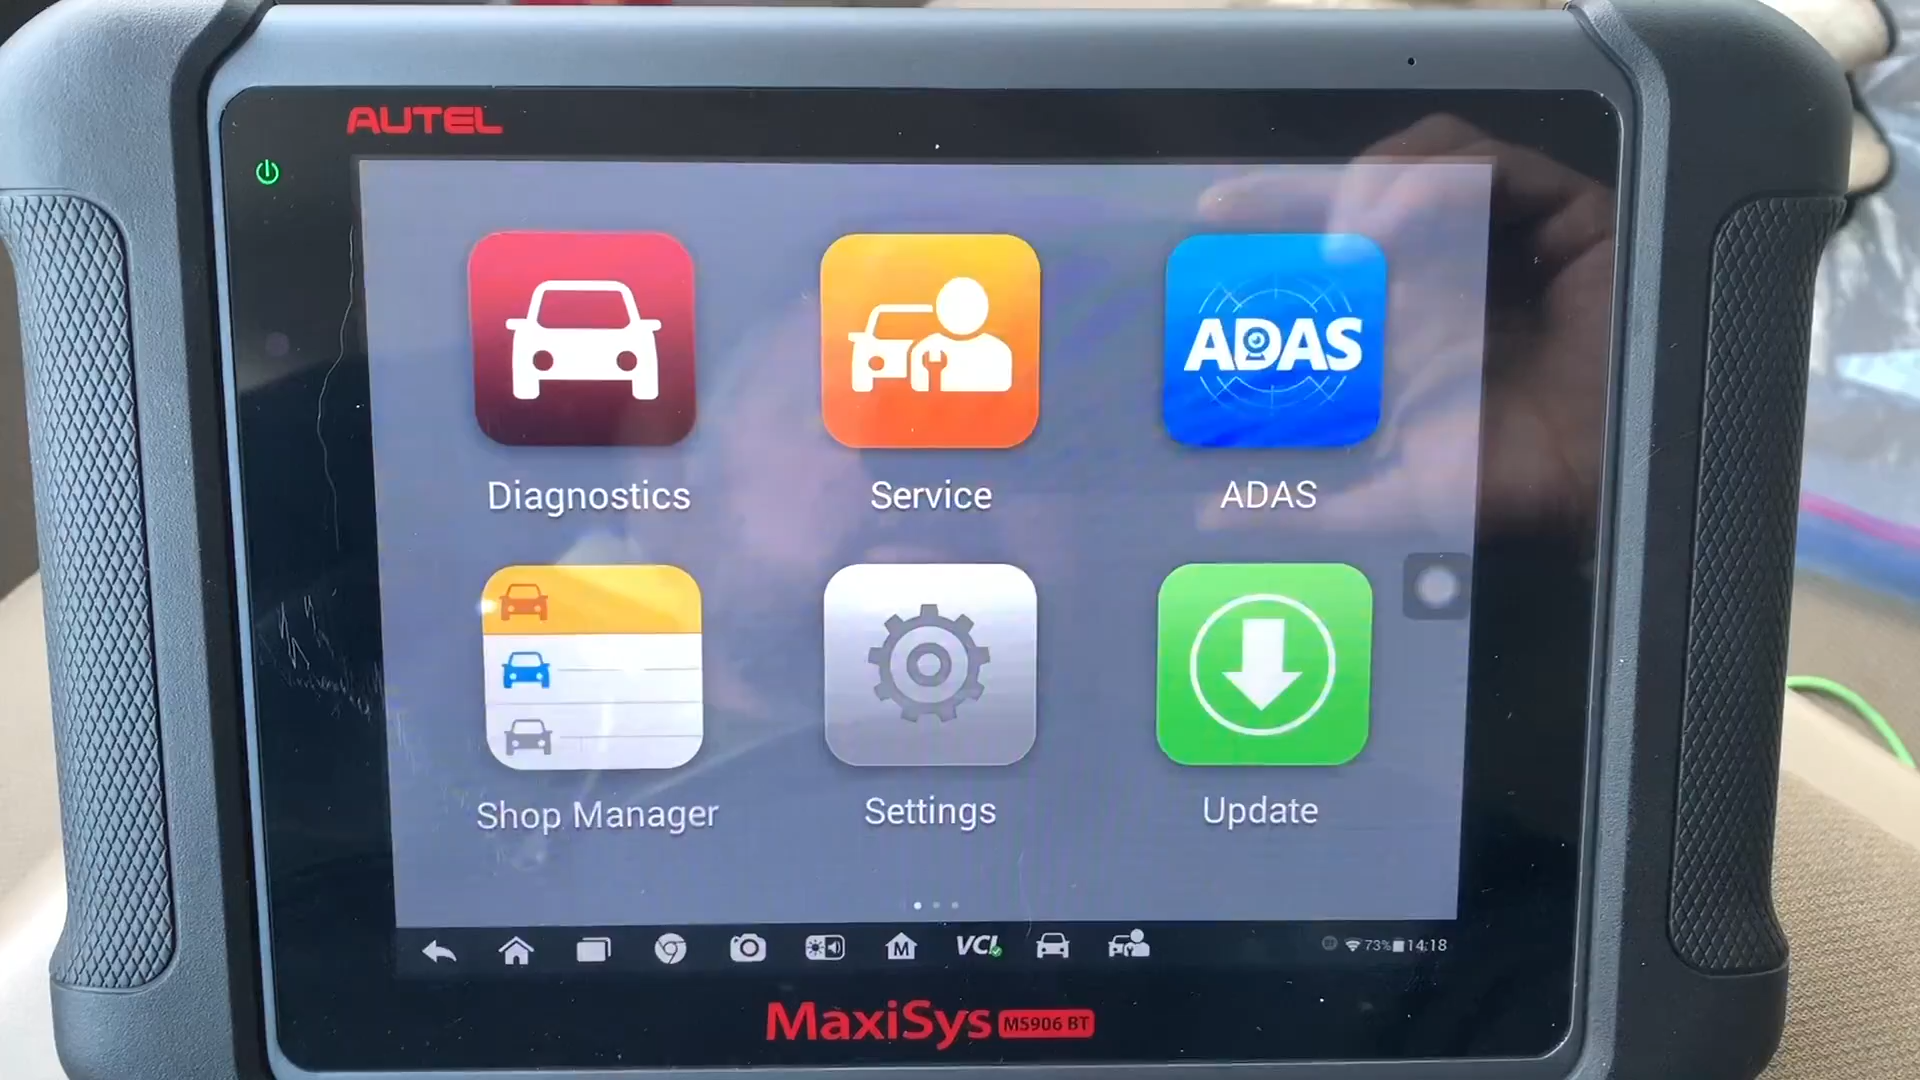 AUTEL
ADAS
Diagnostics
Service
ADAS
Shop Manager
Settings
Update
M
VCI
73%
14:18
MaxiSys MS906 BT